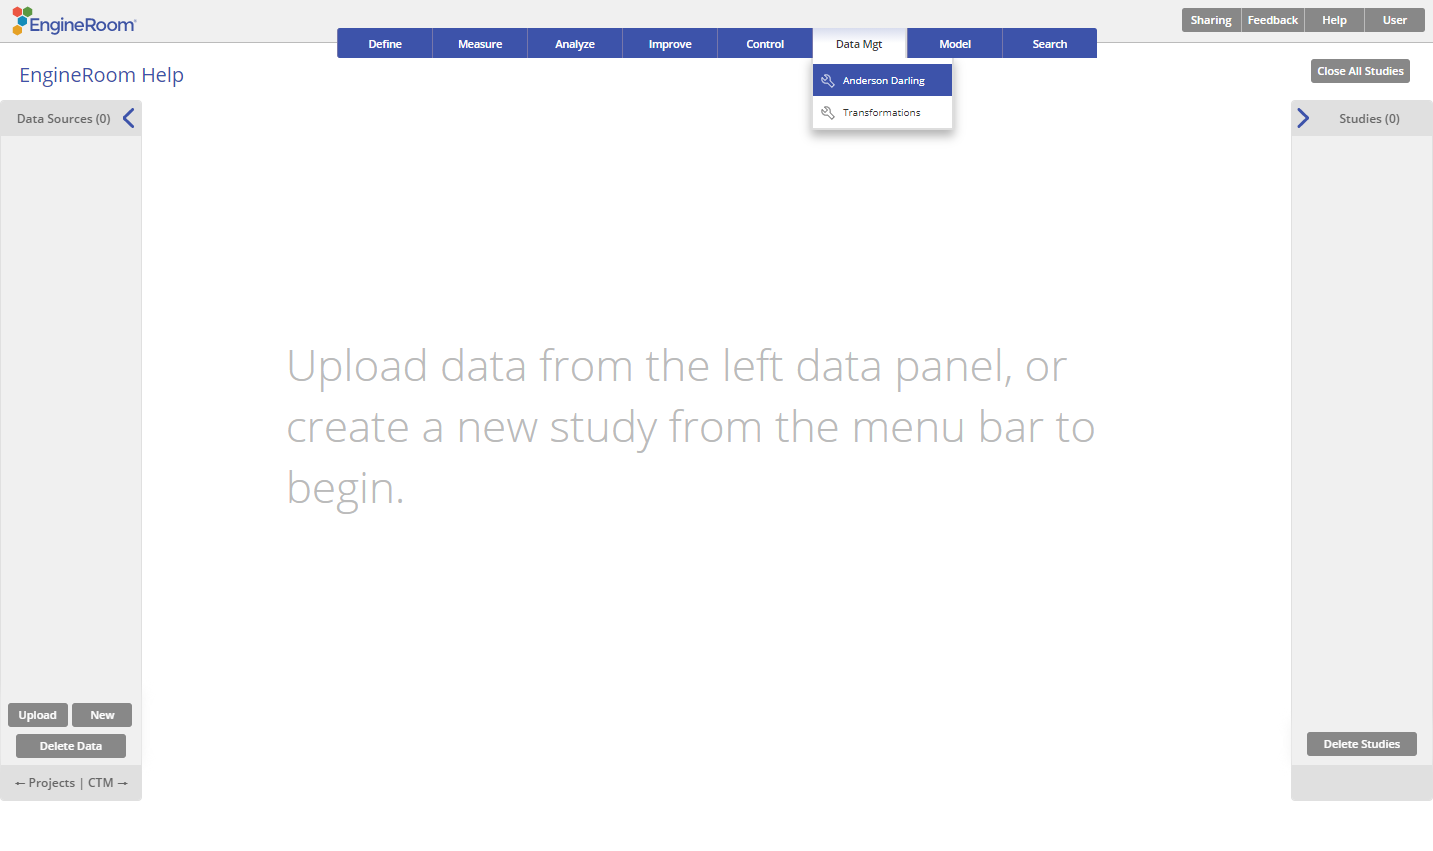 EngineRoom®
Sharing Feedback Help User
Define Measure Analyze Improve Control Data Mgt Model Search
EngineRoom Help
Close All Studies
Anderson Darling
Transformations
Data Sources (0)
Studies (0)
Upload data from the left data panel, or
create a new study from the menu bar to
begin.
Upload New
Delete Data
Delete Studies
← Projects | CTM →